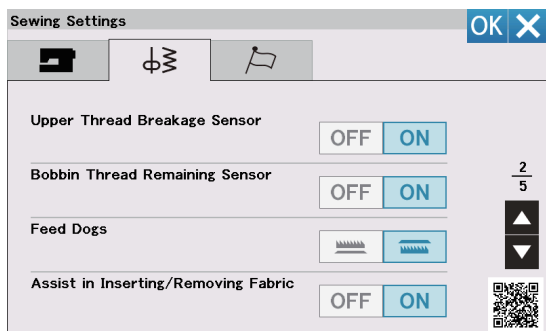 Sewing Settings
OK
Upper Thread Breakage Sensor
OFF ON
Bobbin Thread Remaining Sensor
OFF ON
2
5
Feed Dogs
Assist in Inserting/Removing Fabric
OFF ON